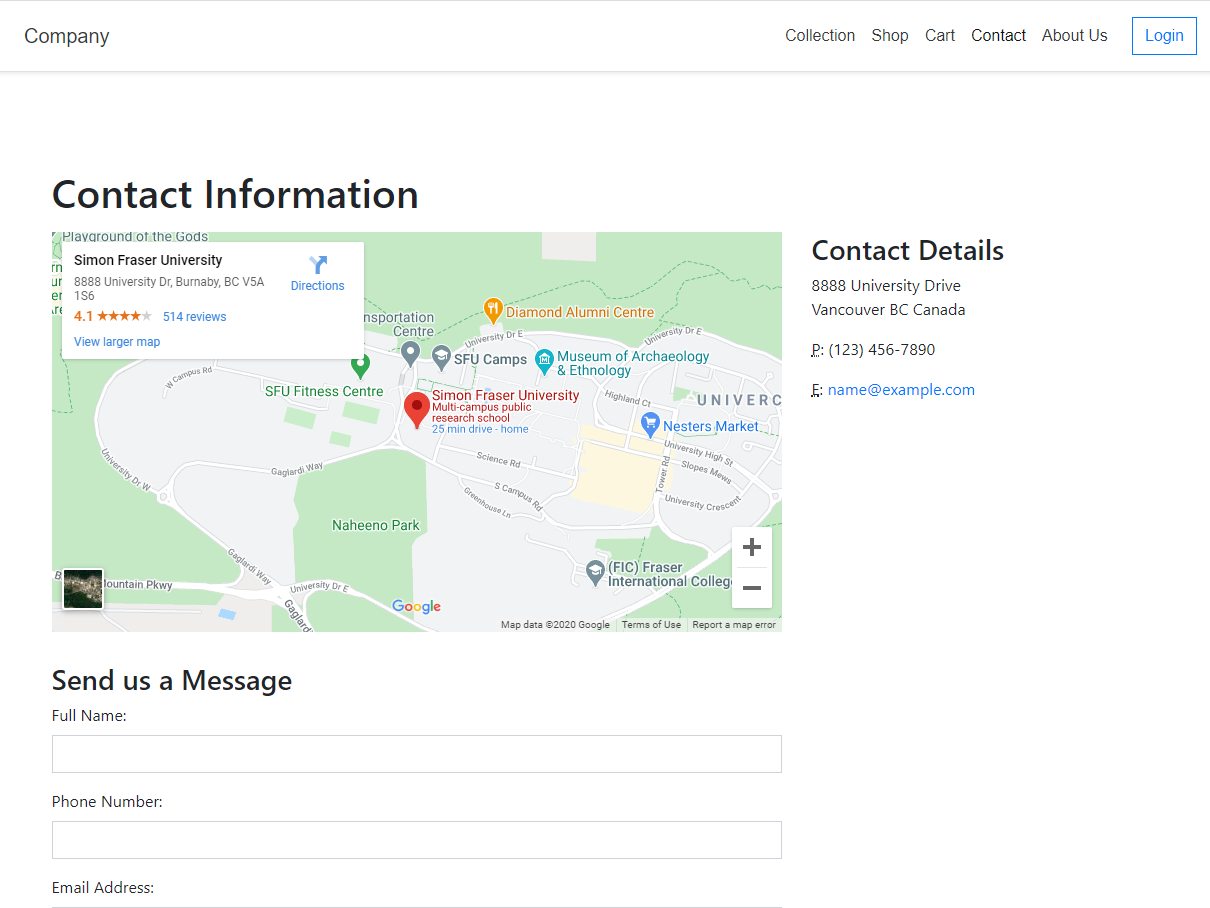 Company
Collection
Shop
Cart
Contact
About Us
Login
Contact Information
Playground of the Gods
Simon Fraser University
8888 University Dr, Burnaby, BC V5A
1S6
4.1
514 reviews
View larger map
Directions
Centre
Diamond Alumni Centre
University Dr E
University Dr E
SFU Camps
Museum of Archaeology
& Ethnology
W Campus Rd
SFU Fitness Centre
Simon Fraser University
Multi-campus public
research school
25 min drive - home
Highland Ct
UNIVERC
Nesters Market
University High St
Slopes Mews
Tower Rd
University Crescent
Science Rd
S Campus Rd
Greenhouse Ln
Gaglardi Way
University Dr W
Naheeno Park
Gaglardi Way
University Dr E
Mountain Pkwy
Gaglardi
(FIC) Fraser
International College
Google
Map data ©2020 Google
Terms of Use
Report a map error
Contact Details
8888 University Drive
Vancouver BC Canada
P: (123) 456-7890
E: name@example.com
Send us a Message
Full Name:
Phone Number:
Email Address: